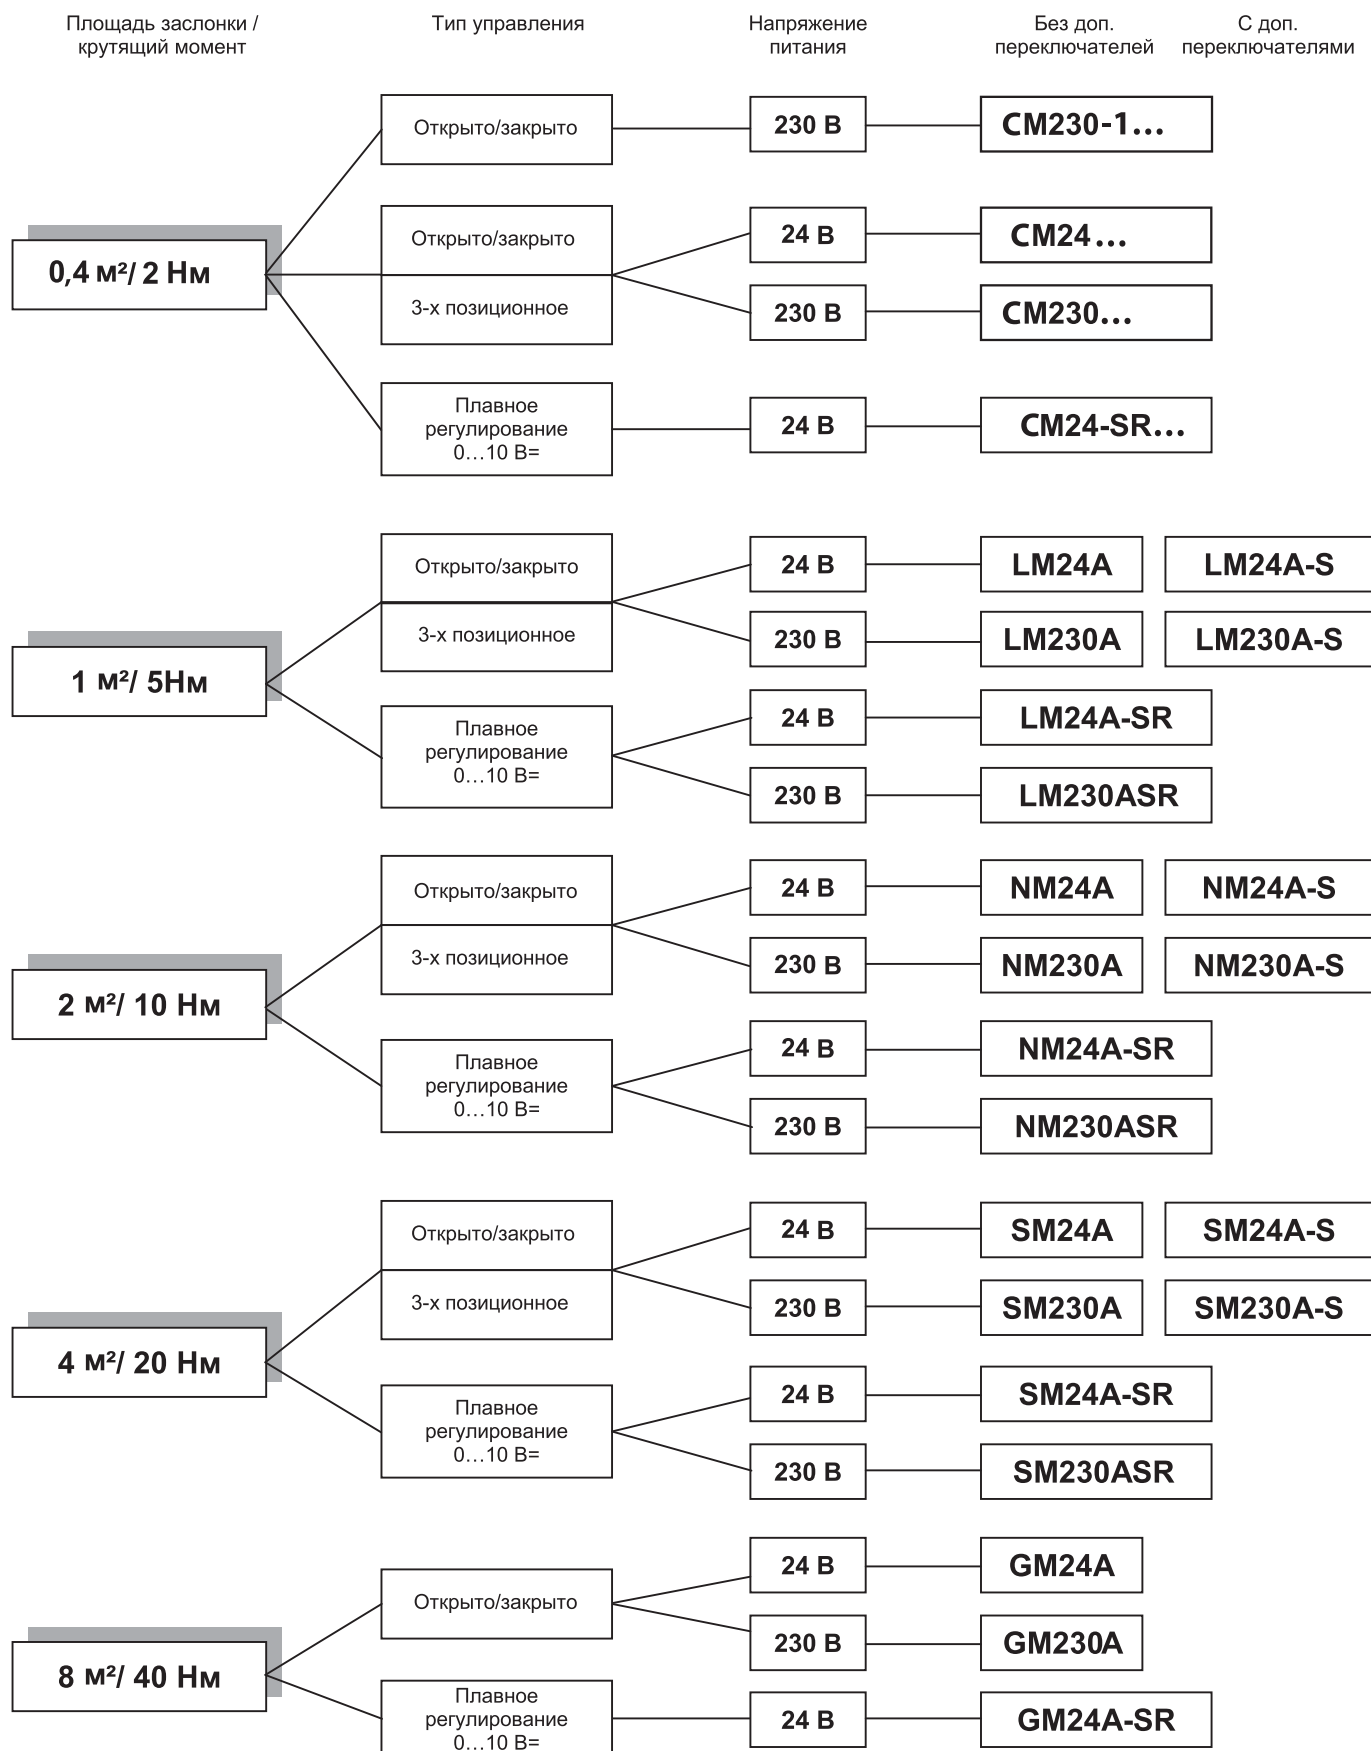 Площадь заслонки /
крутящий момент
Тип управления
Напряжение
питания
Без доп.
переключателей
С доп.
переключателями
0,4 м²/ 2 Нм
Открыто/закрыто
230 В
CM230-1...
Открыто/закрыто
3-х позиционное
24 В
CM24...
230 В
CM230...
Плавное
регулирование
0...10 В=
24 В
CM24-SR...
1 м²/ 5Нм
Открыто/закрыто
3-х позиционное
24 В
LM24A
LM24A-S
230 В
LM230A
LM230A-S
Плавное
регулирование
0...10 В=
24 В
LM24A-SR
230 В
LM230ASR
2 м²/ 10 Нм
Открыто/закрыто
3-х позиционное
24 В
NM24A
NM24A-S
230 В
NM230A
NM230A-S
Плавное
регулирование
0...10 В=
24 В
NM24A-SR
230 В
NM230ASR
4 м²/ 20 Нм
Открыто/закрыто
3-х позиционное
24 В
SM24A
SM24A-S
230 В
SM230A
SM230A-S
Плавное
регулирование
0...10 В=
24 В
SM24A-SR
230 В
SM230ASR
8 м²/ 40 Нм
Открыто/закрыто
24 В
GM24A
230 В
GM230A
Плавное
регулирование
0...10 В=
24 В
GM24A-SR